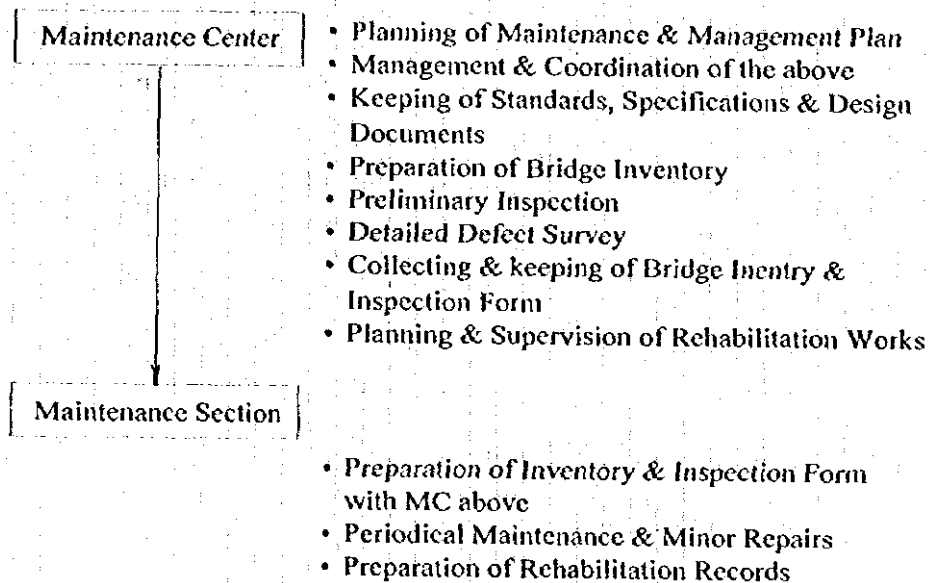 Maintenance Center
• Planning of Maintenance & Management Plan
• Management & Coordination of the above
• Keeping of Standards, Specifications & Design
Documents
• Preparation of Bridge Inventory
• Preliminary Inspection
• Detailed Defect Survey
• Collecting & keeping of Bridge Inentry &
Inspection Form
• Planning & Supervision of Rehabilitation Works
Maintenance Section
• Preparation of Inventory & Inspection Form
with MC above
• Periodical Maintenance & Minor Repairs
• Preparation of Rehabilitation Records